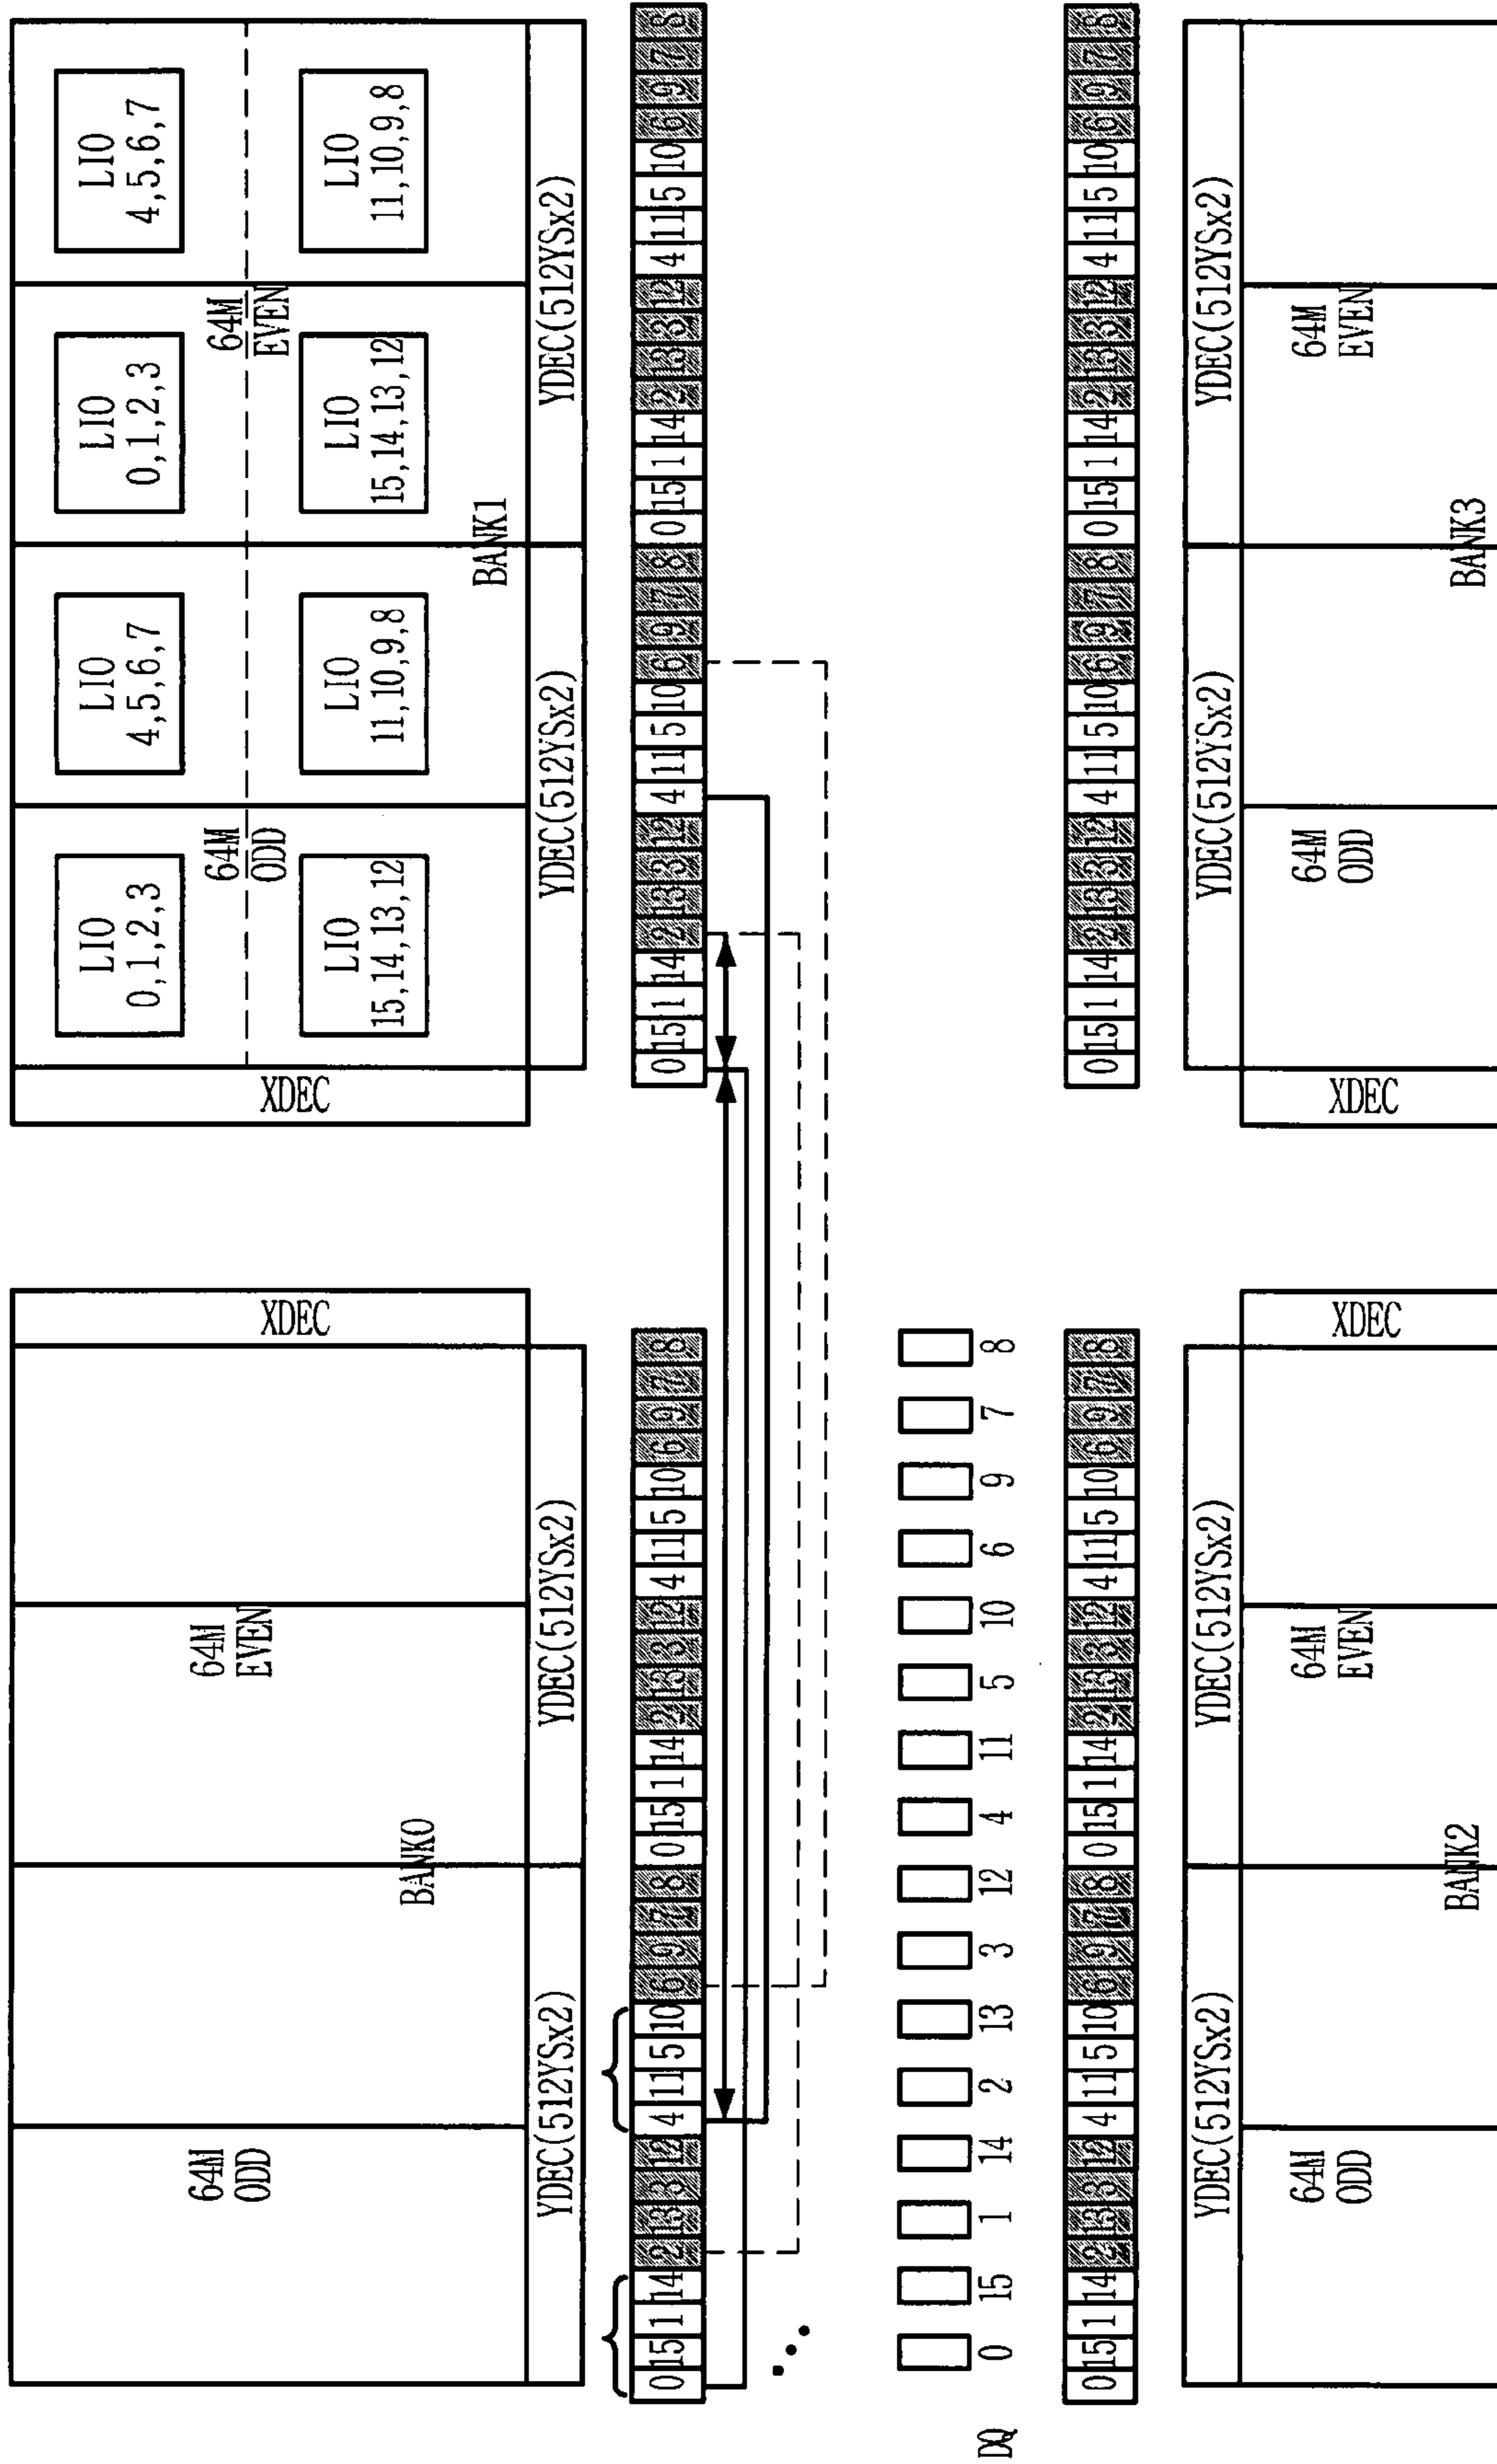 LIO LIO LIO LIO
0,1,2,3 4,5,6,7 0,1,2,3 4,5,6,7
64M 64M 64M 64M
ODD EVEN ODD EVEN
XDEC XDEC
LIO LIO LIO LIO
15,14,13,12 11,10,9,8 15,14,13,12 11,10,9,8
BANK0 BANK1
YDEC(512YSx2) YDEC(512YSx2) YDEC(512YSx2) YDEC(512YSx2)
0 15 1 14 2 13 3 12 4 11 5 10 6 9 7 8 0 15 1 14 2 13 3 12 4 11 5 10 6 9 7 8
0 15 1 14 2 13 3 12 4 11 5 10 6 9 7 8 0 15 1 14 2 13 3 12 4 11 5 10 6 9 7 8
DQ 0 15 1 14 2 13 3 12 4 11 5 10 6 9 7 8
0 15 1 14 2 13 3 12 4 11 5 10 6 9 7 8 0 15 1 14 2 13 3 12 4 11 5 10 6 9 7 8
0 15 1 14 2 13 3 12 4 11 5 10 6 9 7 8 0 15 1 14 2 13 3 12 4 11 5 10 6 9 7 8
YDEC(512YSx2) YDEC(512YSx2) YDEC(512YSx2) YDEC(512YSx2)
64M 64M 64M 64M
ODD EVEN ODD EVEN
XDEC XDEC
BANK2 BANK3